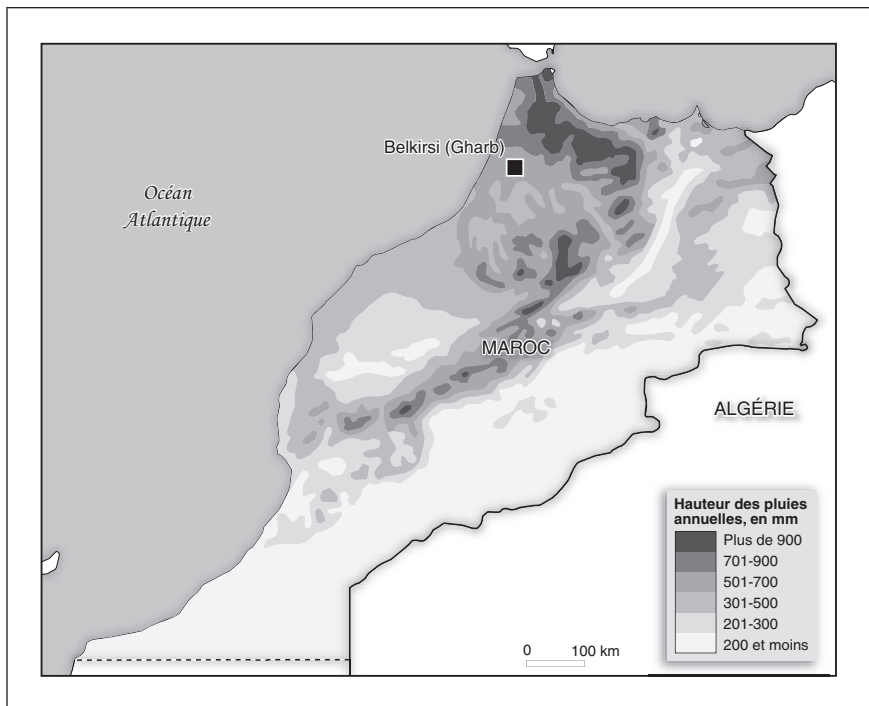 Belkirsi (Gharb)
Océan
Atlantique
MAROC
ALGÉRIE
Hauteur des pluies
annuelles, en mm
Plus de 900
701-900
501-700
301-500
201-300
200 et moins
0 100 km